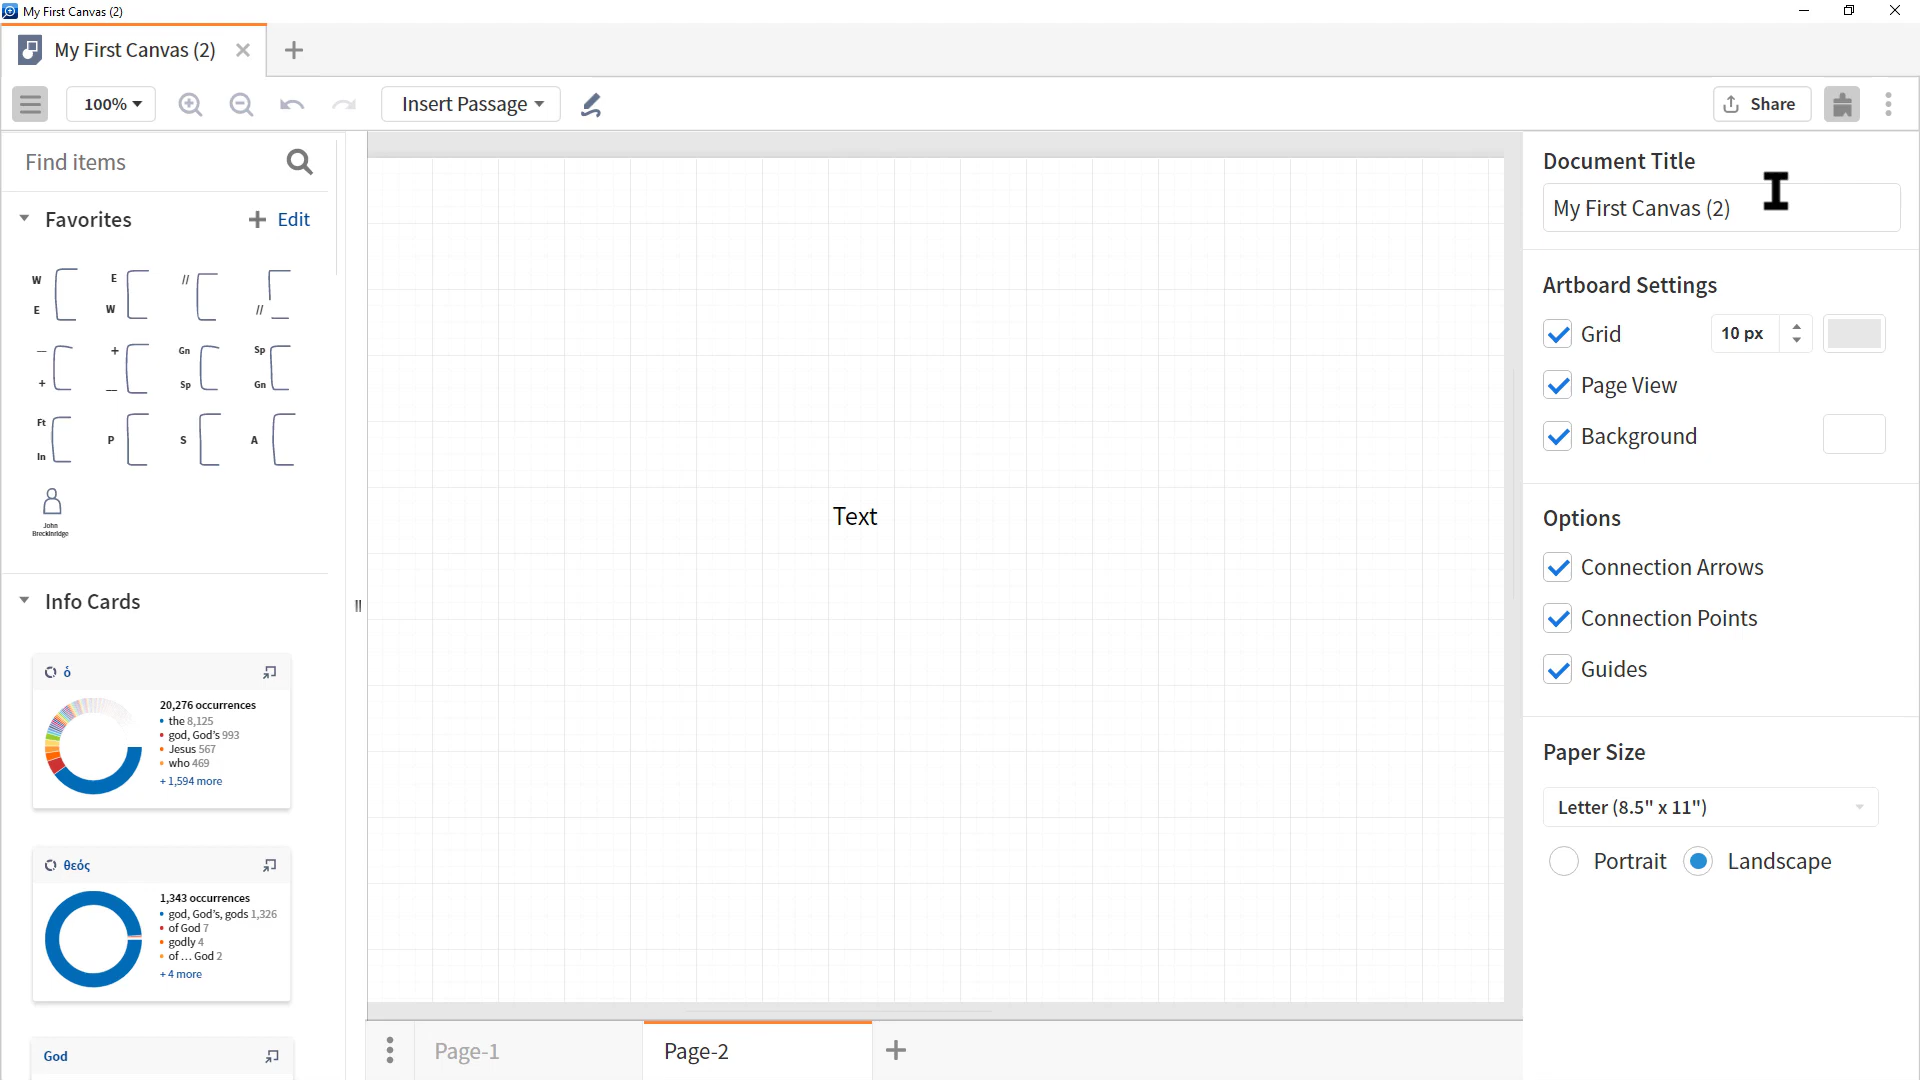 My First Canvas (2)
My First Canvas (2)
100%
Insert Passage
Share
Find items
Favorites
Edit
W
E
E
W
//
//
—
+
+
—
Gn
Sp
Sp
Gn
Ft
In
P
S
A
John
Breckinridge
Info Cards
ὁ
20,276 occurrences
• the 8,125
• god, God's 993
• Jesus 567
• who 469
+ 1,594 more
θεός
1,343 occurrences
• god, God's, gods 1,326
• of God 7
• godly 4
• of ... God 2
+ 4 more
God
Text
Page-1
Page-2
Document Title
My First Canvas (2)
Artboard Settings
Grid
10 px
Page View
Background
Options
Connection Arrows
Connection Points
Guides
Paper Size
Letter (8.5" x 11")
Portrait
Landscape